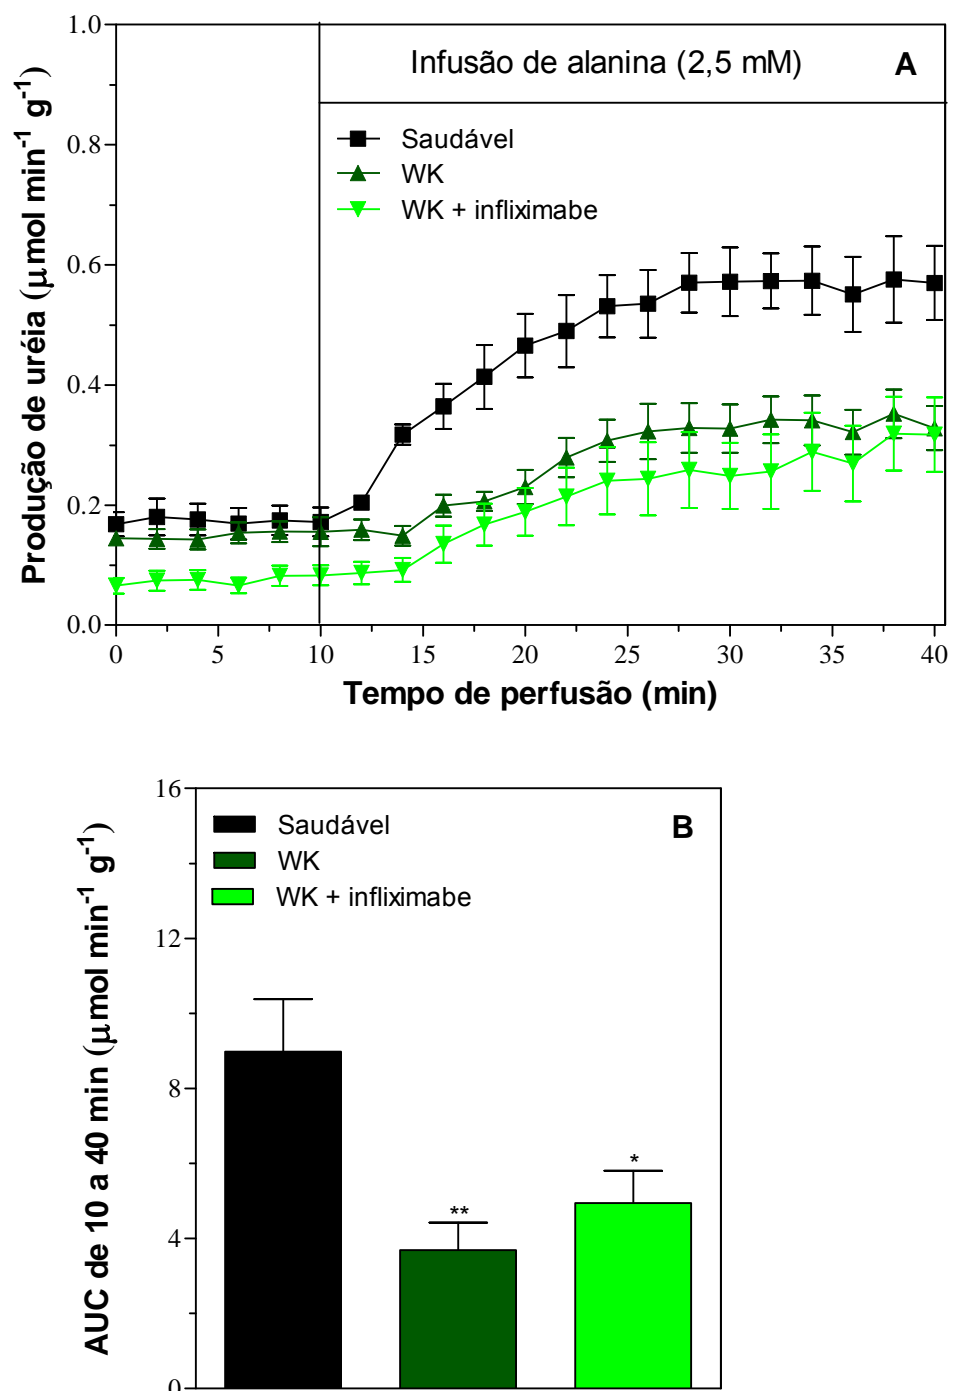 1.0
Infusão de alanina (2,5 mM)
A
0.8
Saudável
WK
WK + infliximabe
0.6
0.4
0.2
0.0
Produção de uréia (μmol min⁻¹ g⁻¹)
0 5 10 15 20 25 30 35 40
Tempo de perfusão (min)
16
Saudável
B
WK
WK + infliximabe
12
8
4
0
** *
AUC de 10 a 40 min (μmol min⁻¹ g⁻¹)